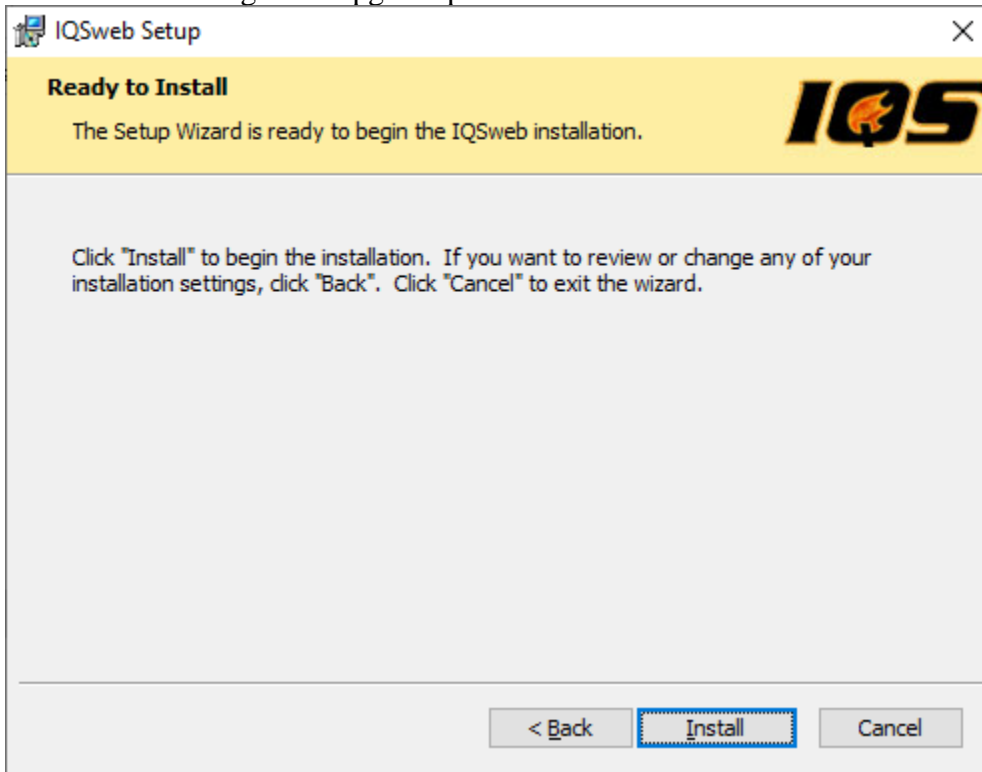 IQSweb Setup
Ready to Install
The Setup Wizard is ready to begin the IQSweb installation.
IQS
Click "Install" to begin the installation.  If you want to review or change any of your
installation settings, click "Back".  Click "Cancel" to exit the wizard.
< Back
Install
Cancel